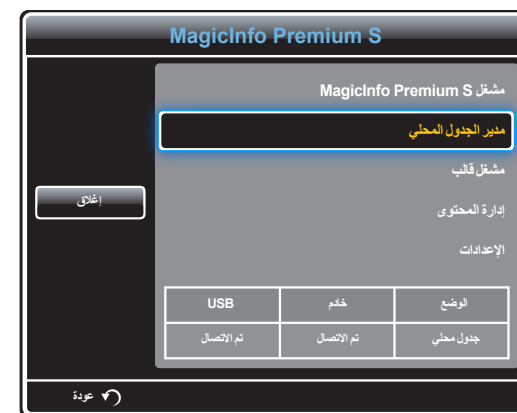 MagicInfo Premium S
مشغل MagicInfo Premium S
مدير الجدول المحلي
مشغل قالب
إدارة المحتوى
الإعدادات
إغلاق
الوضع خادم USB
جدول محلي تم الاتصال تم الاتصال
عودة